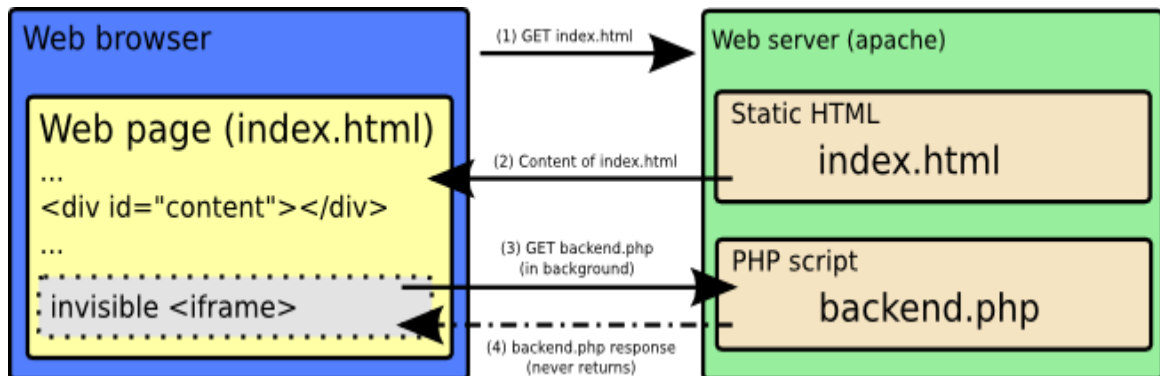 Web browser
Web page (index.html)
...
<div id="content"></div>
...
invisible <iframe>
(1) GET index.html
(2) Content of index.html
(3) GET backend.php
(in background)
(4) backend.php response
(never returns)
Web server (apache)
Static HTML
index.html
PHP script
backend.php